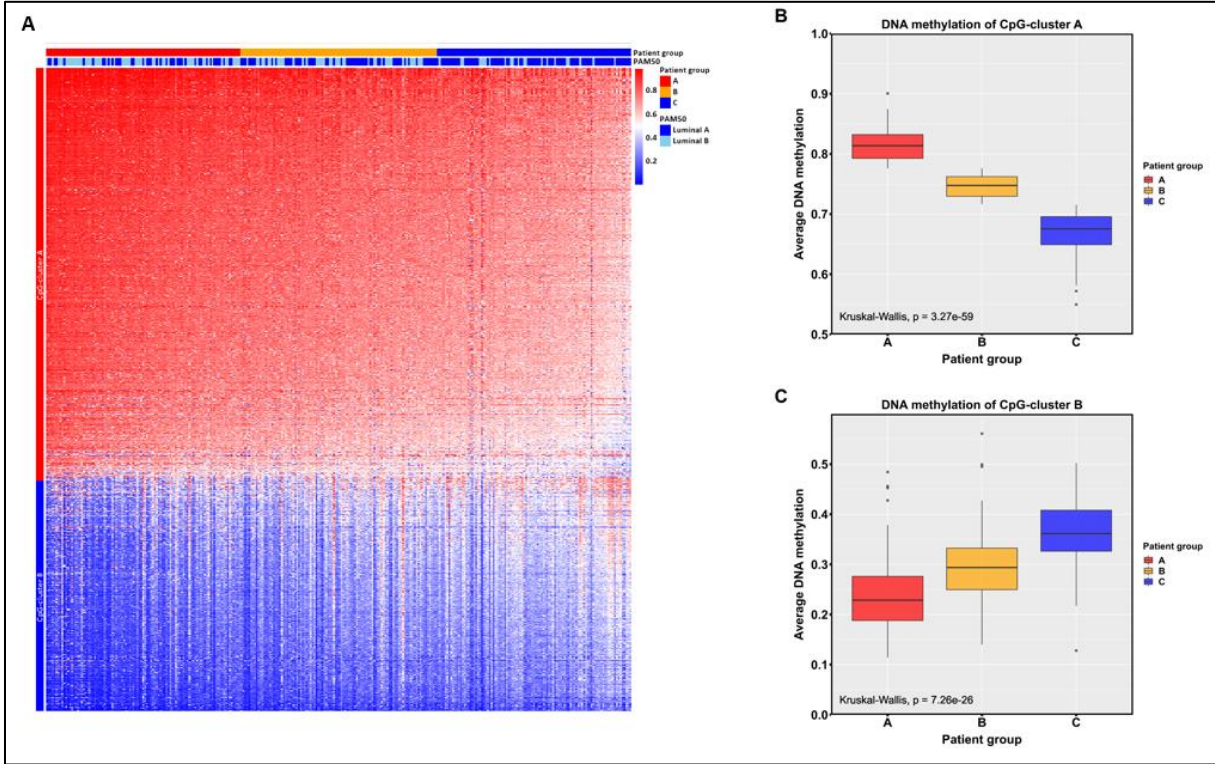 A
Patient group
PAM50
Patient group
A
B
C
PAM50
Luminal A
Luminal B
0.8
0.6
0.4
0.2
CpG-cluster A
CpG-cluster B
B
DNA methylation of CpG-cluster A
1.0
0.9
0.8
0.7
0.6
0.5
Average DNA methylation
Kruskal-Wallis, p = 3.27e-59
A B C
Patient group
Patient group
A
B
C
C
DNA methylation of CpG-cluster B
0.5
0.4
0.3
0.2
0.1
0.0
Average DNA methylation
Kruskal-Wallis, p = 7.26e-26
A B C
Patient group
Patient group
A
B
C